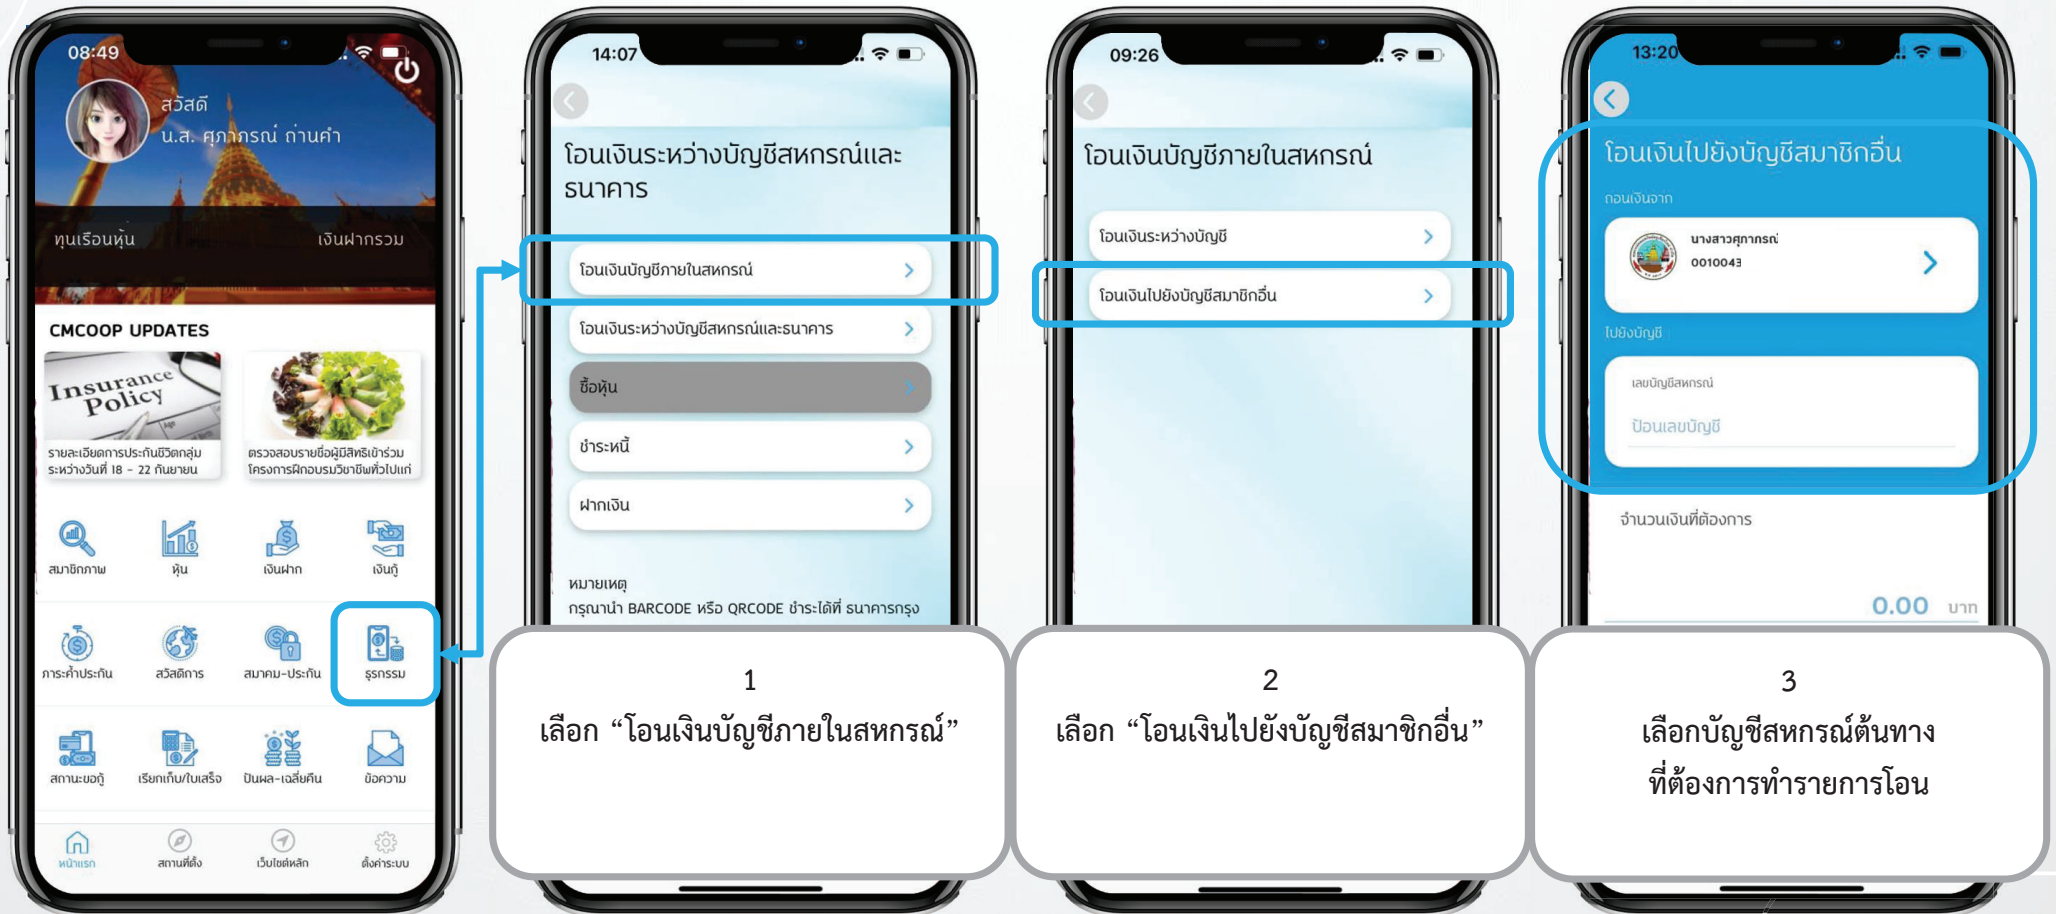 08:49
สวัสดี
น.ส. ศุภาภรณ์ ถ่านคำ
ทุนเรือนหุ้น
เงินฝากรวม
CMCOOP UPDATES
Insurance
Policy
รายละเอียดการประกันชีวิตกลุ่ม
ระหว่างวันที่ 18 - 22 กันยายน
ตรวจสอบรายชื่อผู้มีสิทธิเข้าร่วม
โครงการฝึกอบรมวิชาชีพทั่วไปแก่
สมาชิกภาพ
หุ้น
เงินฝาก
เงินกู้
ภาระค้ำประกัน
สวัสดิการ
สมาคม-ประกัน
ธุรกรรม
สถานะขอกู้
เรียกเก็บ/ใบเสร็จ
ปันผล-เฉลี่ยคืน
ข้อความ
หน้าแรก
สถานที่ตั้ง
เว็บไซต์หลัก
ตั้งค่าระบบ
14:07
โอนเงินระหว่างบัญชีสหกรณ์และ
ธนาคาร
โอนเงินบัญชีภายในสหกรณ์
โอนเงินระหว่างบัญชีสหกรณ์และธนาคาร
ซื้อหุ้น
ชำระหนี้
ฝากเงิน
หมายเหตุ
กรุณานำ BARCODE หรือ QRCODE ชำระได้ที่ ธนาคารกรุง
1
เลือก “โอนเงินบัญชีภายในสหกรณ์”
09:26
โอนเงินบัญชีภายในสหกรณ์
โอนเงินระหว่างบัญชี
โอนเงินไปยังบัญชีสมาชิกอื่น
2
เลือก “โอนเงินไปยังบัญชีสมาชิกอื่น”
13:20
โอนเงินไปยังบัญชีสมาชิกอื่น
ถอนเงินจาก
นางสาวศุภาภรณ์
0010043
ไปยังบัญชี
เลขบัญชีสหกรณ์
ป้อนเลขบัญชี
จำนวนเงินที่ต้องการ
0.00 บาท
3
เลือกบัญชีสหกรณ์ต้นทาง
ที่ต้องการทำรายการโอน